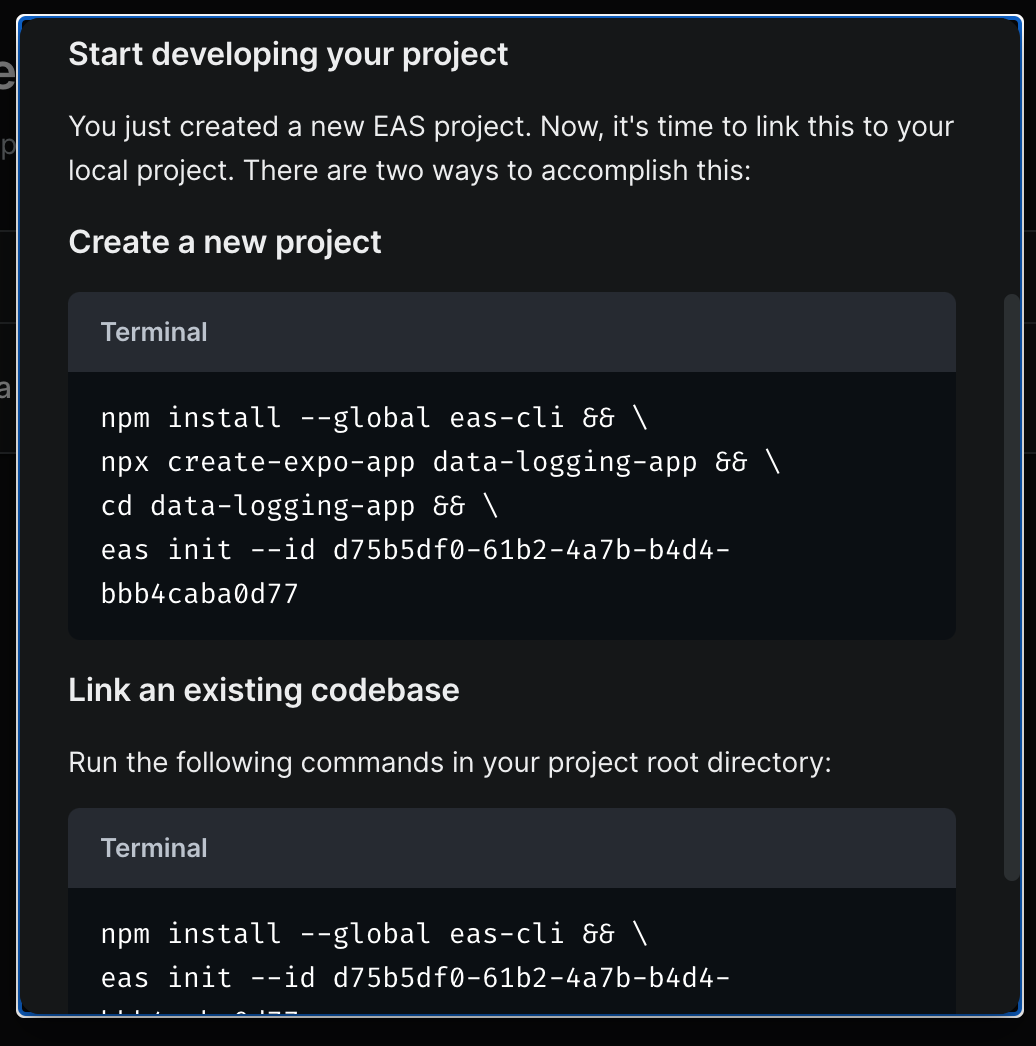 Start developing your project
You just created a new EAS project. Now, it's time to link this to your
local project. There are two ways to accomplish this:
Create a new project
Terminal
npm install --global eas-cli && \
npx create-expo-app data-logging-app && \
cd data-logging-app && \
eas init --id d75b5df0-61b2-4a7b-b4d4-
bbb4caba0d77
Link an existing codebase
Run the following commands in your project root directory:
Terminal
npm install --global eas-cli && \
eas init --id d75b5df0-61b2-4a7b-b4d4-